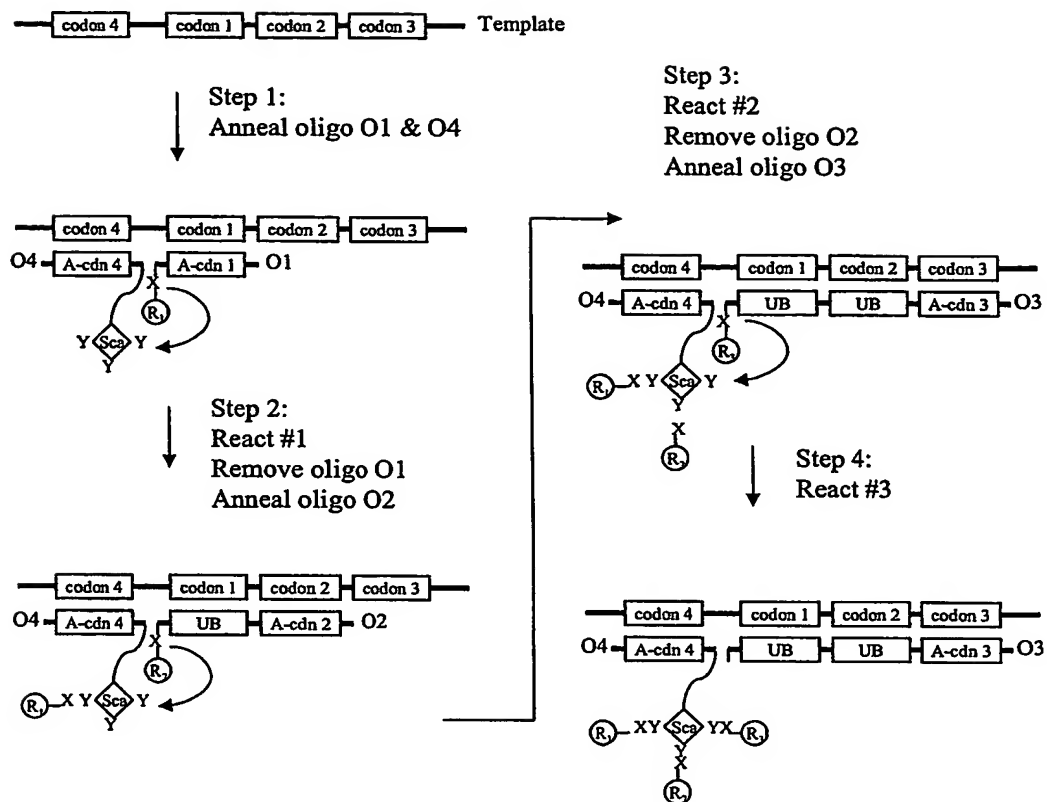 codon 4 codon 1 codon 2 codon 3 Template
Step 1:
Anneal oligo O1 & O4
codon 4 codon 1 codon 2 codon 3
O4 A-cdn 4 A-cdn 1 O1
X
R₁
Y Sca Y
Y
Step 2:
React #1
Remove oligo O1
Anneal oligo O2
codon 4 codon 1 codon 2 codon 3
O4 A-cdn 4 UB A-cdn 2 O2
X
R₂
R₁ X Y Sca Y
Y
Step 3:
React #2
Remove oligo O2
Anneal oligo O3
codon 4 codon 1 codon 2 codon 3
O4 A-cdn 4 UB UB A-cdn 3 O3
X
R₃
R₁ X Y Sca Y
Y
X
R₂
Step 4:
React #3
codon 4 codon 1 codon 2 codon 3
O4 A-cdn 4 UB UB A-cdn 3 O3
R₁ XY Sca YX R₃
Y
X
R₂